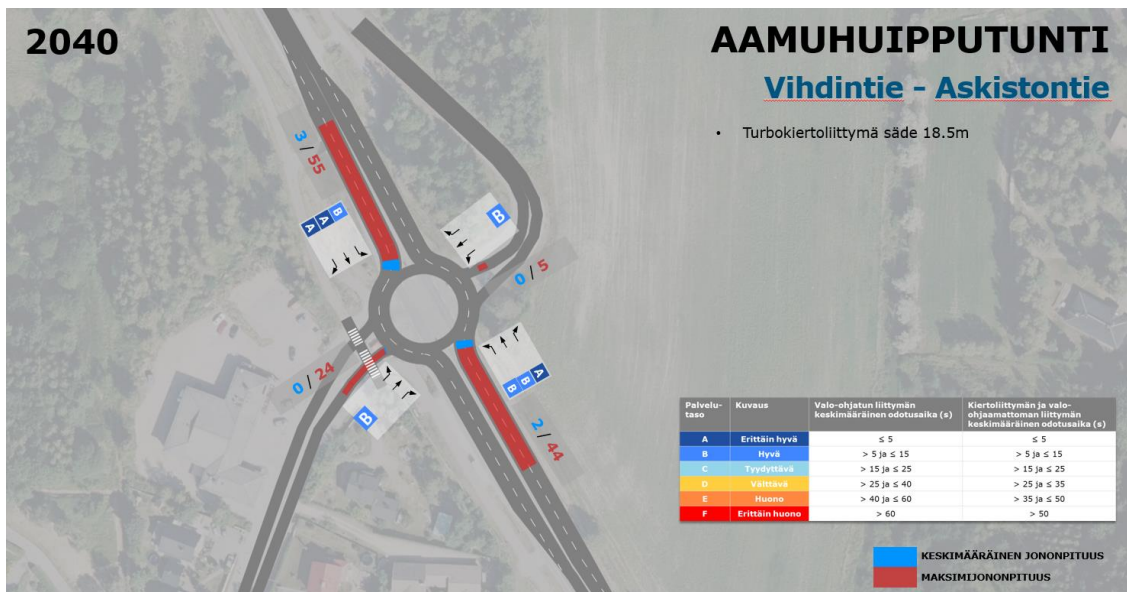 2040
AAMUHUIPPUTUNTI
Vihdintie - Askistontie
• Turbokiertoliittymä säde 18.5m
3 / 55
A A B
B
0 / 5
0 / 24
B
B B A
2 / 44
Palvelu-
taso
Kuvaus
Valo-ohjatun liittymän
keskimääräinen odotusaika (s)
Kiertoliittymän ja valo-
ohjaamattoman liittymän
keskimääräinen odotusaika (s)
A Erittäin hyvä ≤ 5 ≤ 5
B Hyvä > 5 ja ≤ 15 > 5 ja ≤ 15
C Tyydyttävä > 15 ja ≤ 25 > 15 ja ≤ 25
D Välttävä > 25 ja ≤ 40 > 25 ja ≤ 35
E Huono > 40 ja ≤ 60 > 35 ja ≤ 50
F Erittäin huono > 60 > 50
KESKIMÄÄRÄINEN JONONPITUUS
MAKSIMIJONONPITUUS